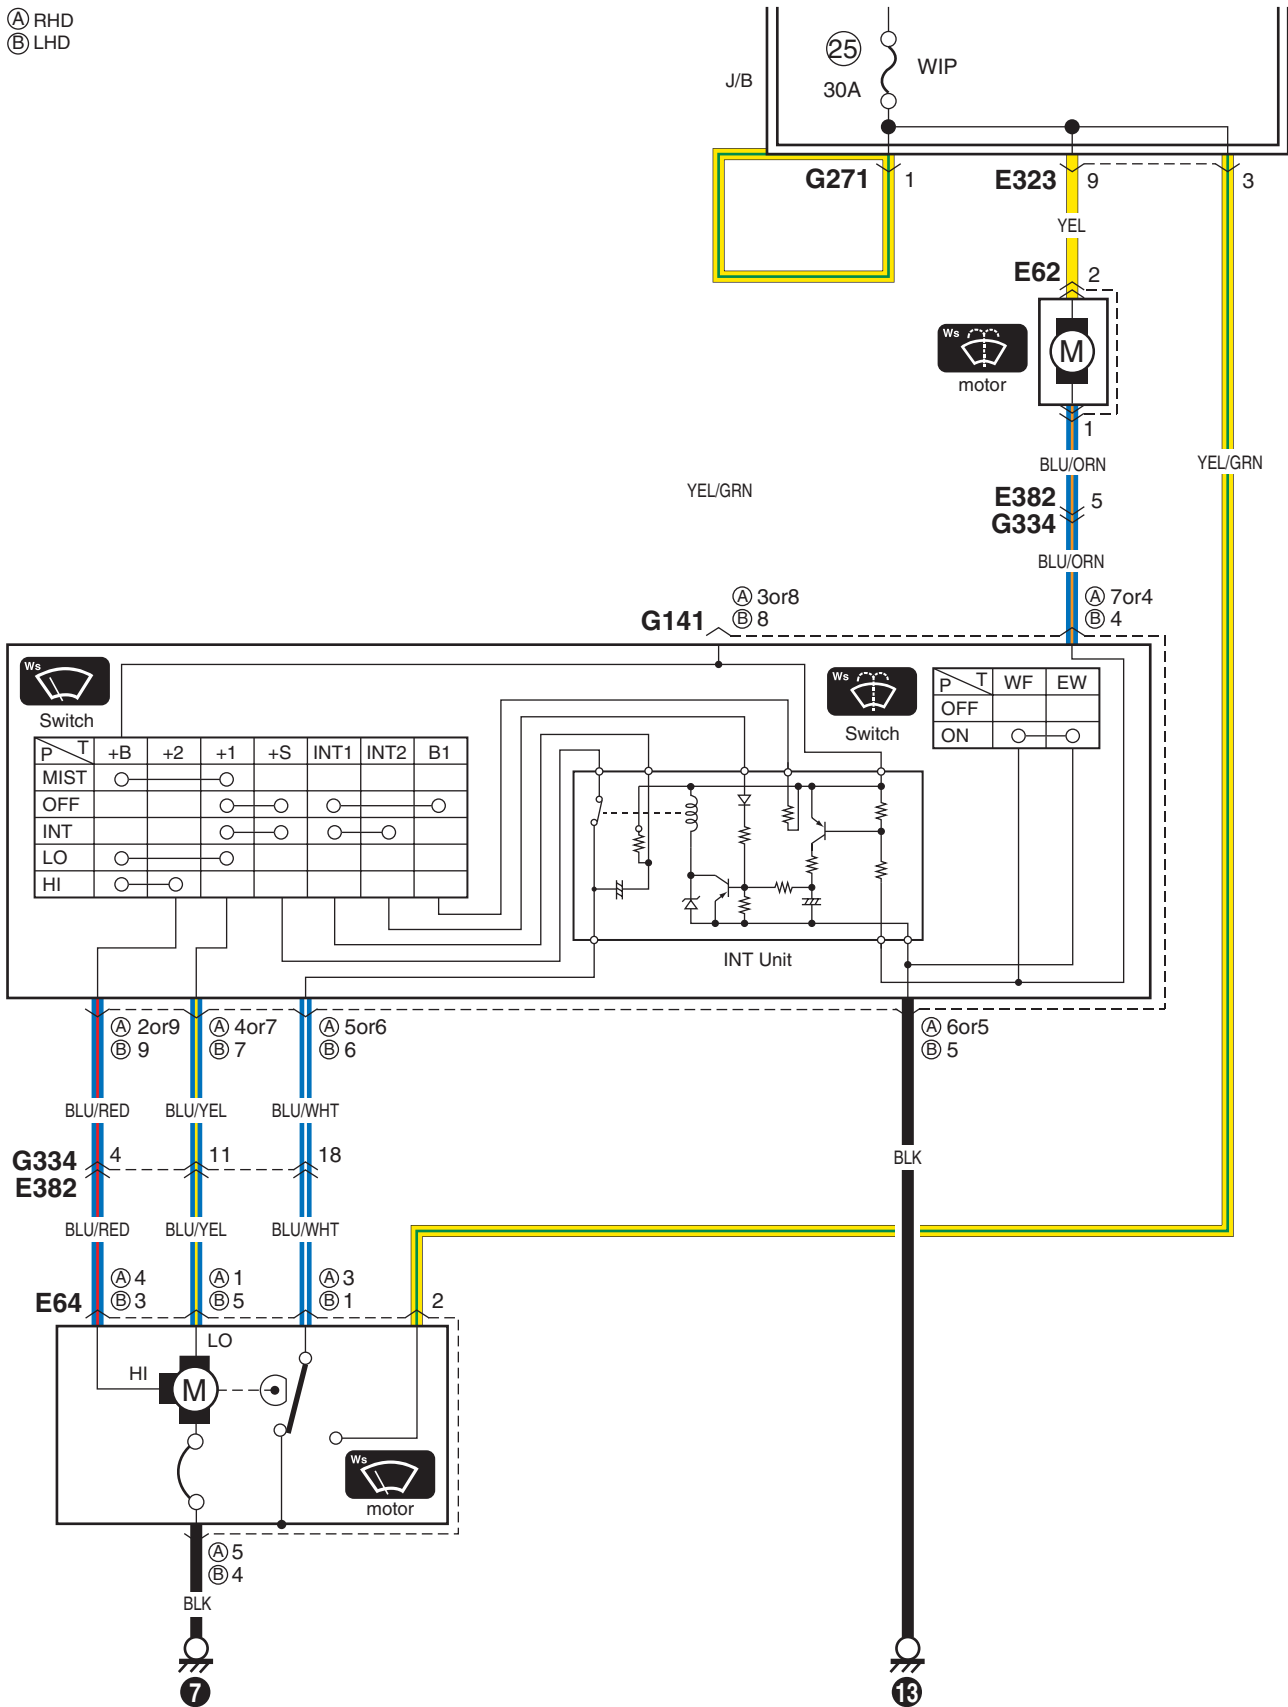 A RHD
B LHD
25
30A
WIP
J/B
G271 1
E323 9
3
YEL
E62 2
Ws
motor
M
1
BLU/ORN
YEL/GRN
YEL/GRN
E382 5
G334
BLU/ORN
G141
A 3or8
B 8
A 7or4
B 4
Ws
Switch
Ws
Switch
P T WF EW
OFF
ON
P T +B +2 +1 +S INT1 INT2 B1
MIST
OFF
INT
LO
HI
INT Unit
A 2or9
B 9
A 4or7
B 7
A 5or6
B 6
A 6or5
B 5
BLU/RED BLU/YEL BLU/WHT
BLK
G334 4 11 18
E382
BLU/RED BLU/YEL BLU/WHT
E64
A 4
B 3
A 1
B 5
A 3
B 1
2
LO
HI
M
Ws
motor
A 5
B 4
BLK
7
13